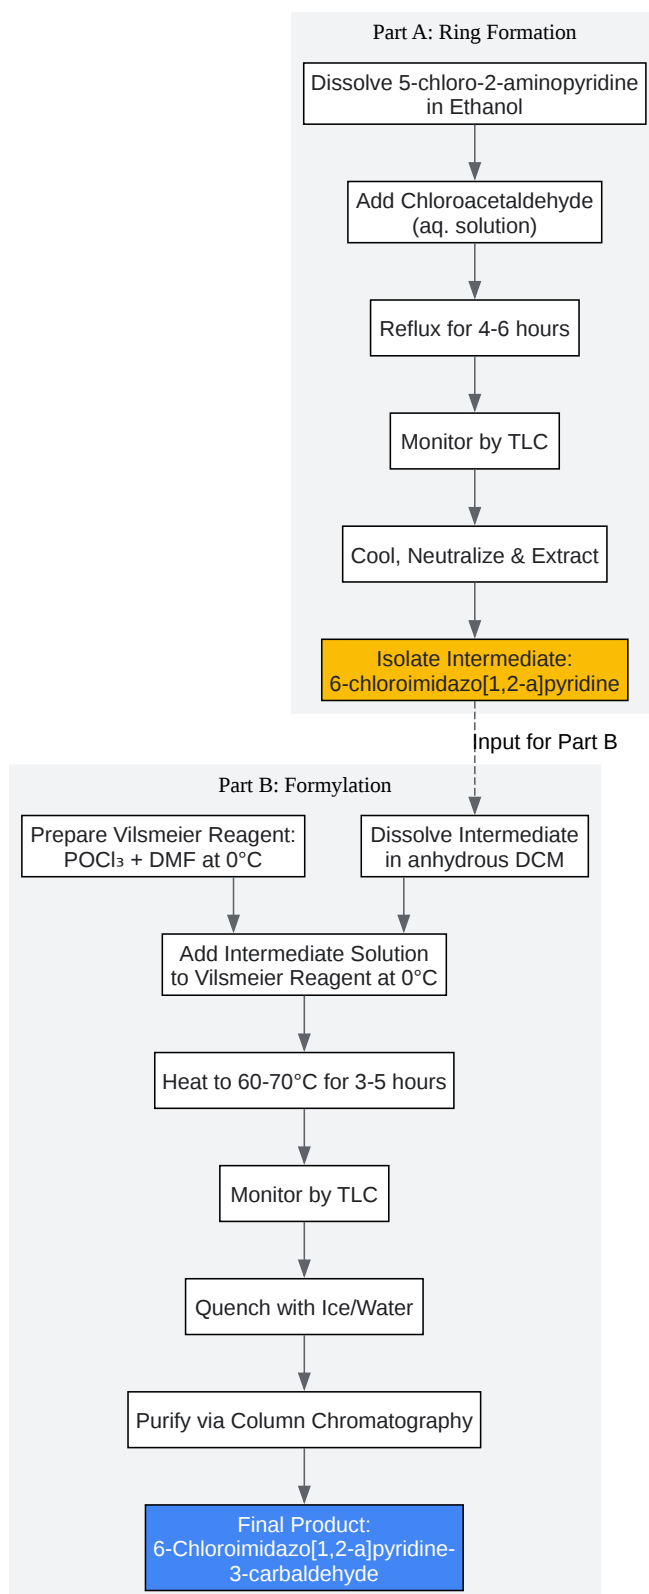 Part A: Ring Formation
Dissolve 5-chloro-2-aminopyridine
in Ethanol
Add Chloroacetaldehyde
(aq. solution)
Reflux for 4-6 hours
Monitor by TLC
Cool, Neutralize & Extract
Isolate Intermediate:
6-chloroimidazo[1,2-a]pyridine
Input for Part B
Part B: Formylation
Prepare Vilsmeier Reagent:
POCl₃ + DMF at 0°C
Dissolve Intermediate
in anhydrous DCM
Add Intermediate Solution
to Vilsmeier Reagent at 0°C
Heat to 60-70°C for 3-5 hours
Monitor by TLC
Quench with Ice/Water
Purify via Column Chromatography
Final Product:
6-Chloroimidazo[1,2-a]pyridine-
3-carbaldehyde